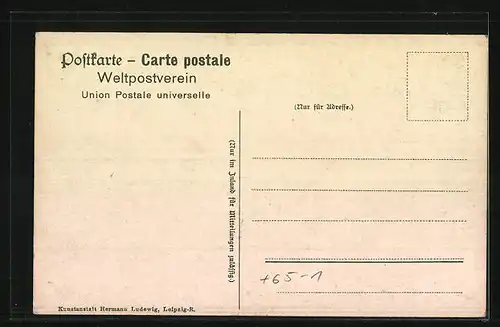 Postkarte – Carte postale
Weltpostverein
Union Postale universelle
(Nur für Adresse.)
(Nur im Inland für Mitteilungen zulässig.)
+65-1
Kunstanstalt Hermann Ludewig, Leipzig-R.